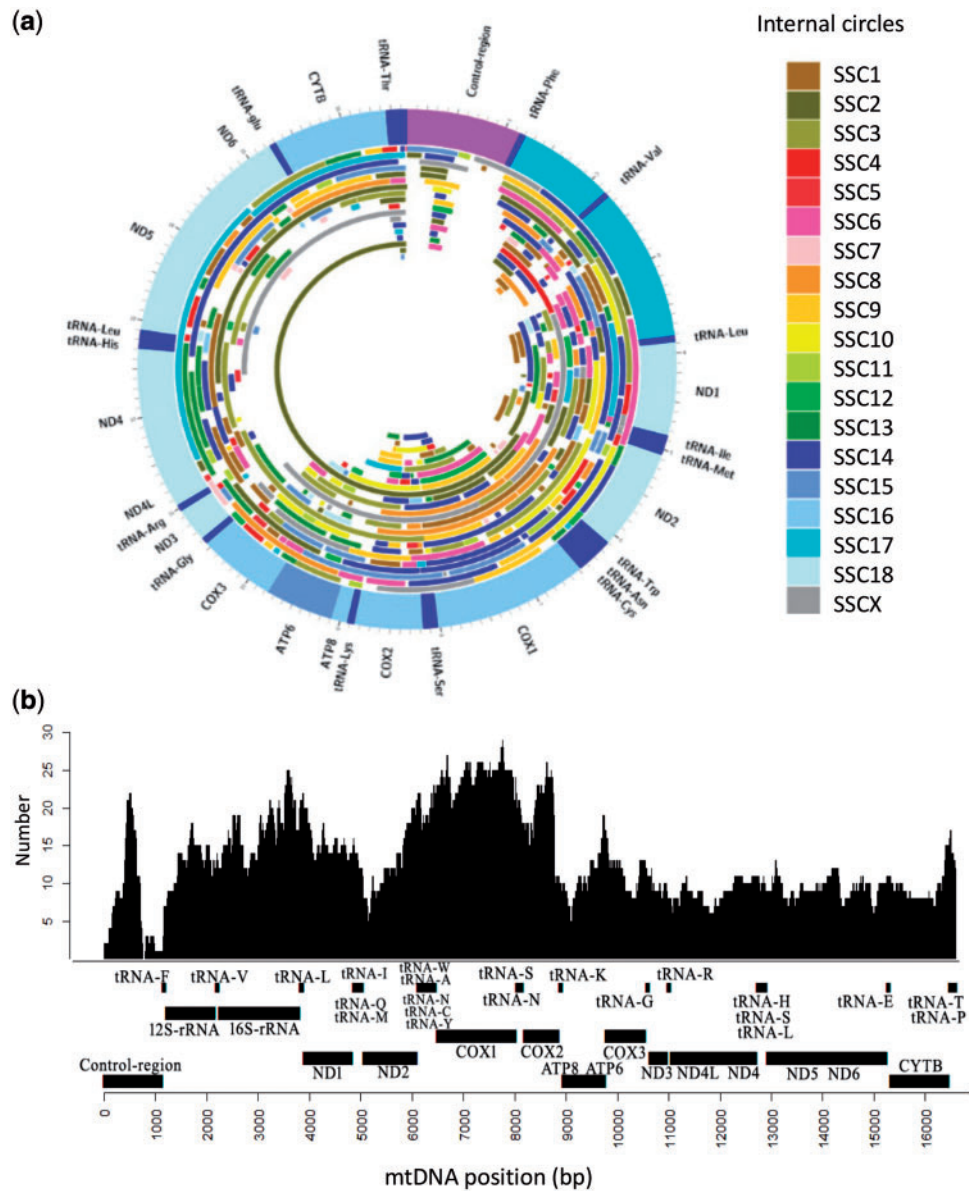 (a)
Internal circles
SSC1
SSC2
SSC3
SSC4
SSC5
SSC6
SSC7
SSC8
SSC9
SSC10
SSC11
SSC12
SSC13
SSC14
SSC15
SSC16
SSC17
SSC18
SSCX
Control-region
tRNA-Phe
tRNA-Val
tRNA-Leu
ND1
tRNA-Ile
tRNA-Met
ND2
tRNA-Trp
tRNA-Asn
tRNA-Cys
COX1
tRNA-Ser
COX2
tRNA-Lys
ATP8
ATP6
COX3
tRNA-Gly
ND3
tRNA-Arg
ND4L
ND4
tRNA-His
tRNA-Leu
ND5
ND6
tRNA-glu
CYTB
tRNA-Thr
(b)
Number
30
25
20
15
10
5
tRNA-F tRNA-V tRNA-L tRNA-I tRNA-W tRNA-S tRNA-K tRNA-R
tRNA-A
tRNA-Q tRNA-N tRNA-N tRNA-G tRNA-H tRNA-E tRNA-T
tRNA-M tRNA-C tRNA-S tRNA-P
tRNA-Y tRNA-L
12S-rRNA 16S-rRNA
COX1 COX2 COX3
Control-region ND1 ND2 ATP8 ATP6 ND3 ND4L ND4 ND5 ND6 CYTB
0 1000 2000 3000 4000 5000 6000 7000 8000 9000 10000 11000 12000 13000 14000 15000 16000
mtDNA position (bp)